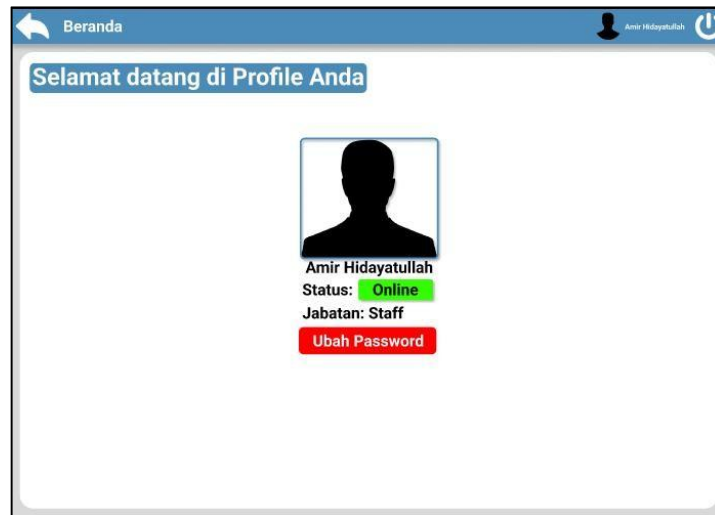 Beranda
Amir Hidayatullah
Selamat datang di Profile Anda
Amir Hidayatullah
Status: Online
Jabatan: Staff
Ubah Password